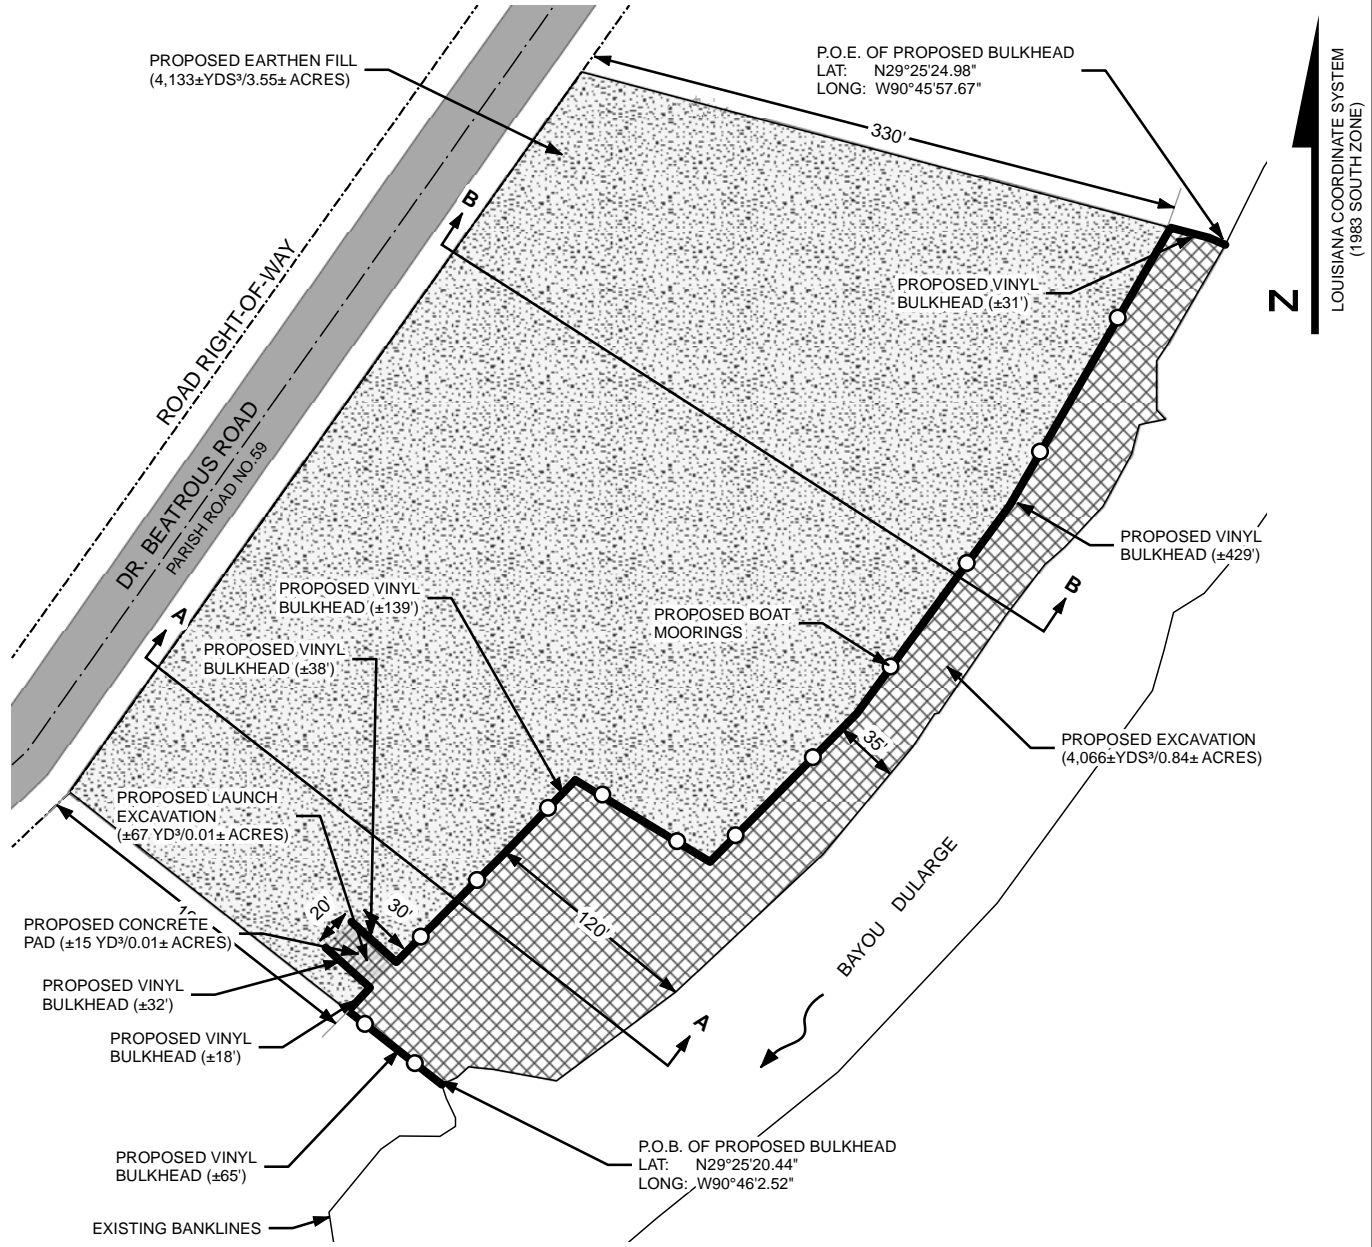 PROPOSED EARTHEN FILL
(4,133±YDS³/3.55± ACRES)
P.O.E. OF PROPOSED BULKHEAD
LAT: N29°25'24.98"
LONG: W90°45'57.67"
LOUISIANA COORDINATE SYSTEM
(1983 SOUTH ZONE)
Z
330'
B
ROAD RIGHT-OF-WAY
PROPOSED VINYL
BULKHEAD (±31')
DR. BEATROUS ROAD
PARISH ROAD NO.59
PROPOSED VINYL
BULKHEAD (±429')
B
PROPOSED VINYL
BULKHEAD (±139')
A
PROPOSED BOAT
MOORINGS
PROPOSED VINYL
BULKHEAD (±38')
35'
PROPOSED EXCAVATION
(4,066±YDS³/0.84± ACRES)
PROPOSED LAUNCH
EXCAVATION
(±67 YD³/0.01± ACRES)
BAYOU DULARGE
20'
30'
120'
PROPOSED CONCRETE
PAD (±15 YD³/0.01± ACRES)
PROPOSED VINYL
BULKHEAD (±32')
A
PROPOSED VINYL
BULKHEAD (±18')
PROPOSED VINYL
BULKHEAD (±65')
P.O.B. OF PROPOSED BULKHEAD
LAT: N29°25'20.44"
LONG: W90°46'2.52"
EXISTING BANKLINES